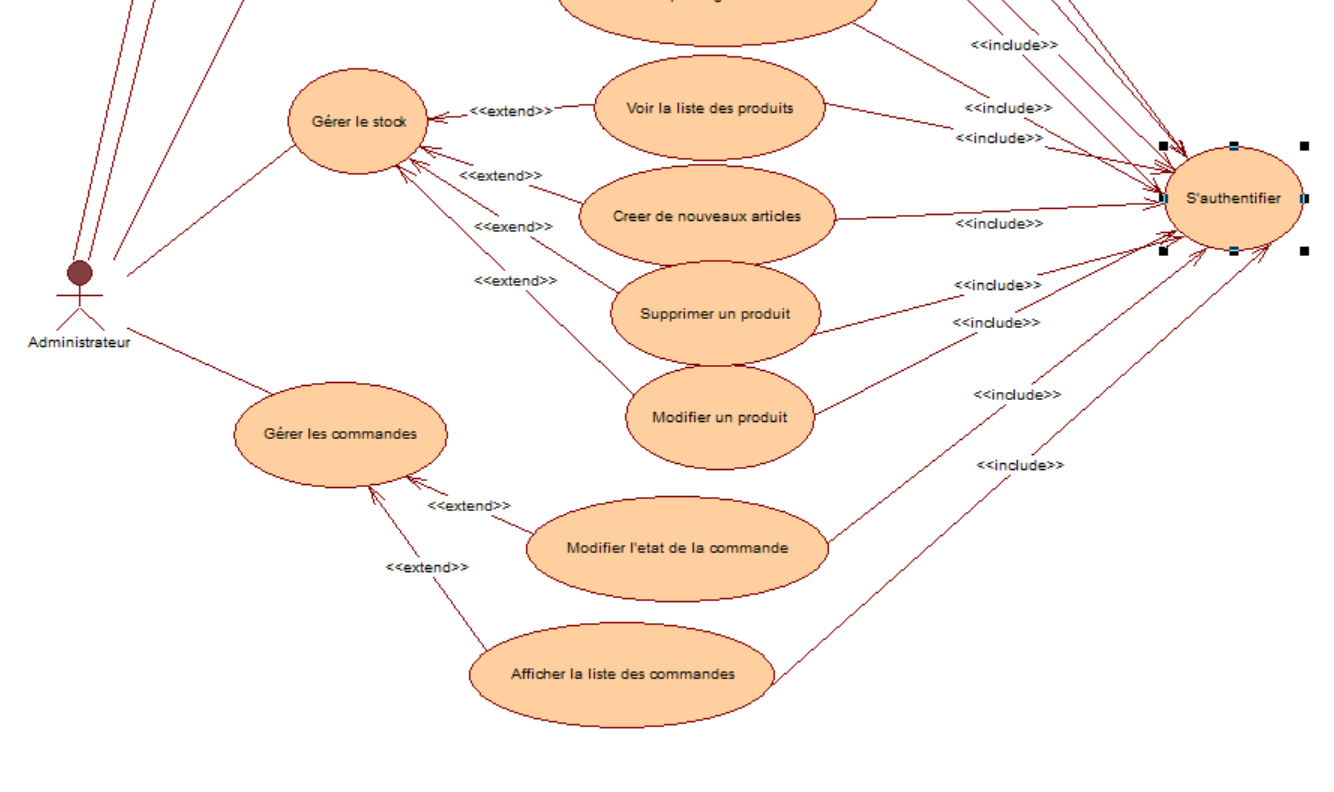 <<include>>
Voir la liste des produits
<<extend>>
<<include>>
Gérer le stock
<<include>>
<<extend>>
S'authentifier
Creer de nouveaux articles
<<exend>>
<<include>>
<<extend>>
<<include>>
Supprimer un produit
<<include>>
Administrateur
<<include>>
Modifier un produit
Gérer les commandes
<<include>>
<<extend>>
Modifier l'etat de la commande
<<extend>>
Afficher la liste des commandes